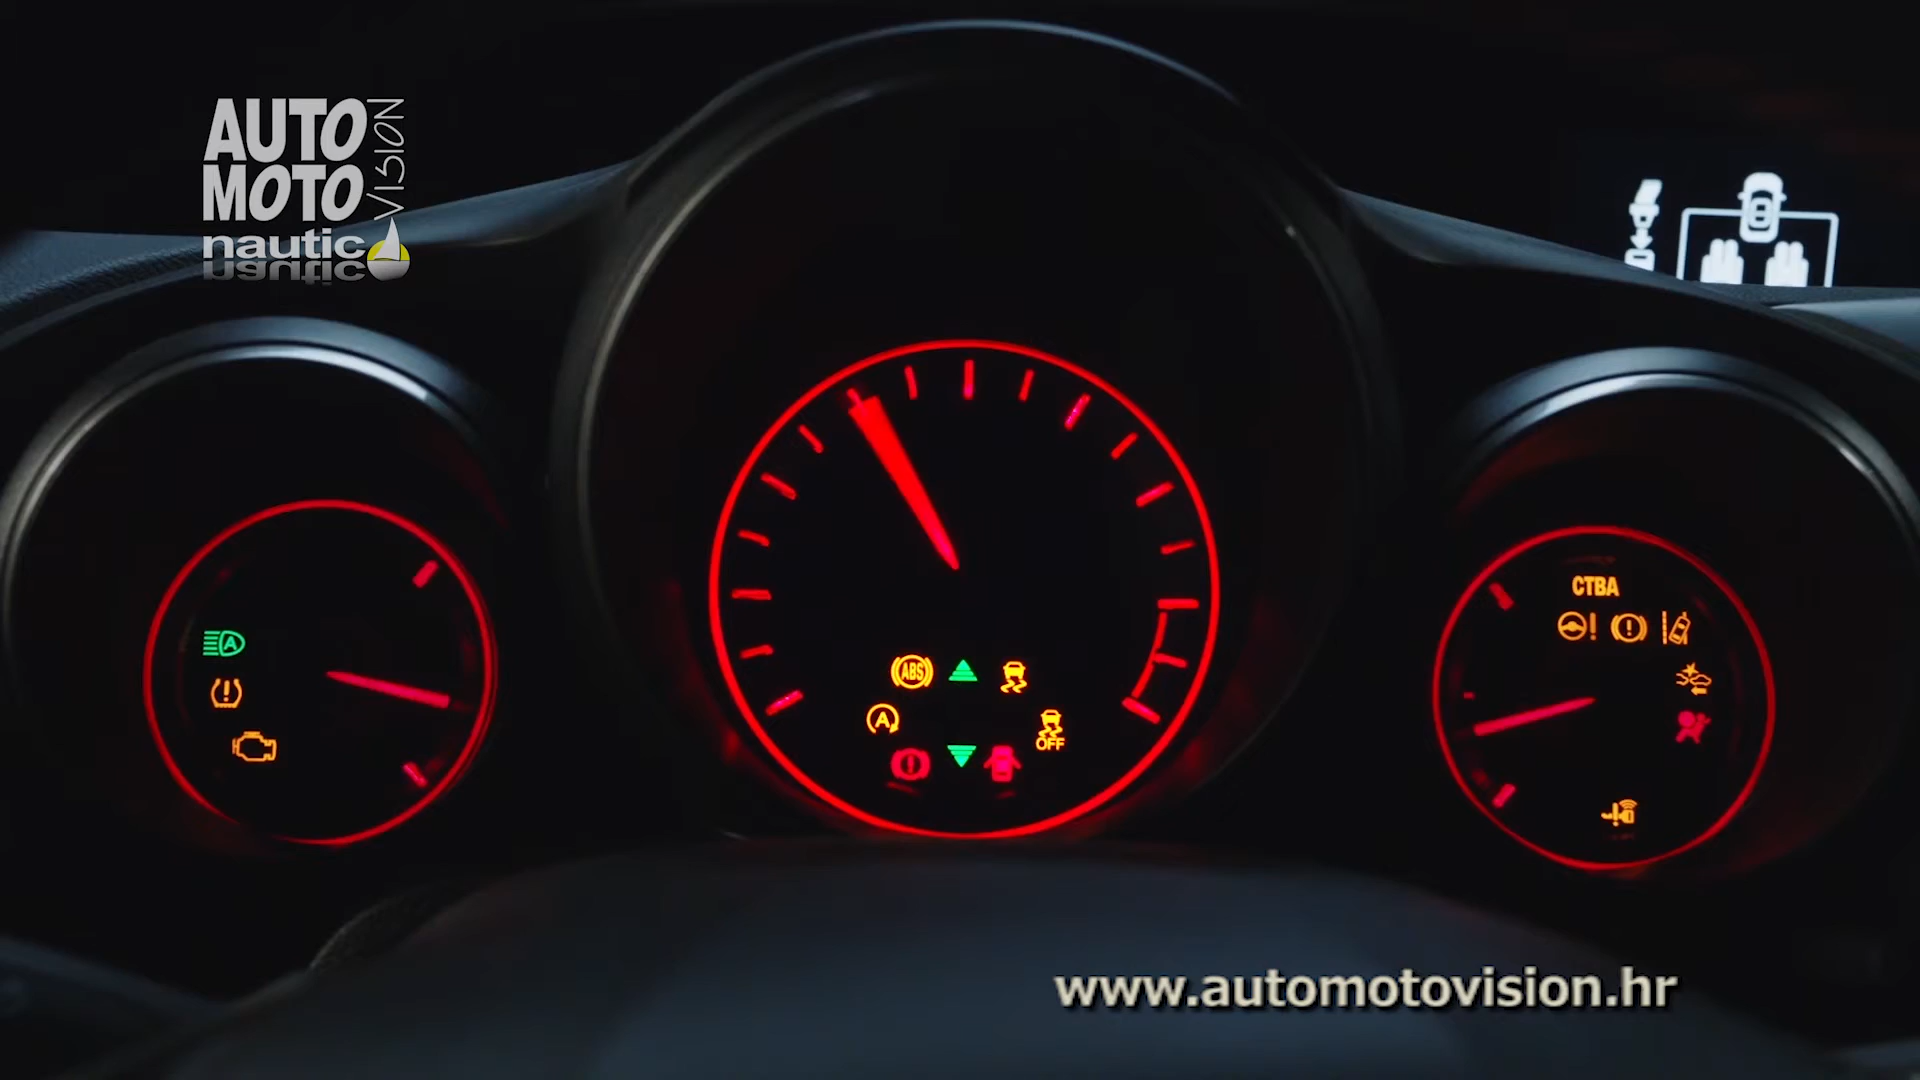 AUTO
MOTO
VISION
nautic
CTBA
ABS
A
A
OFF
www.automotovision.hr